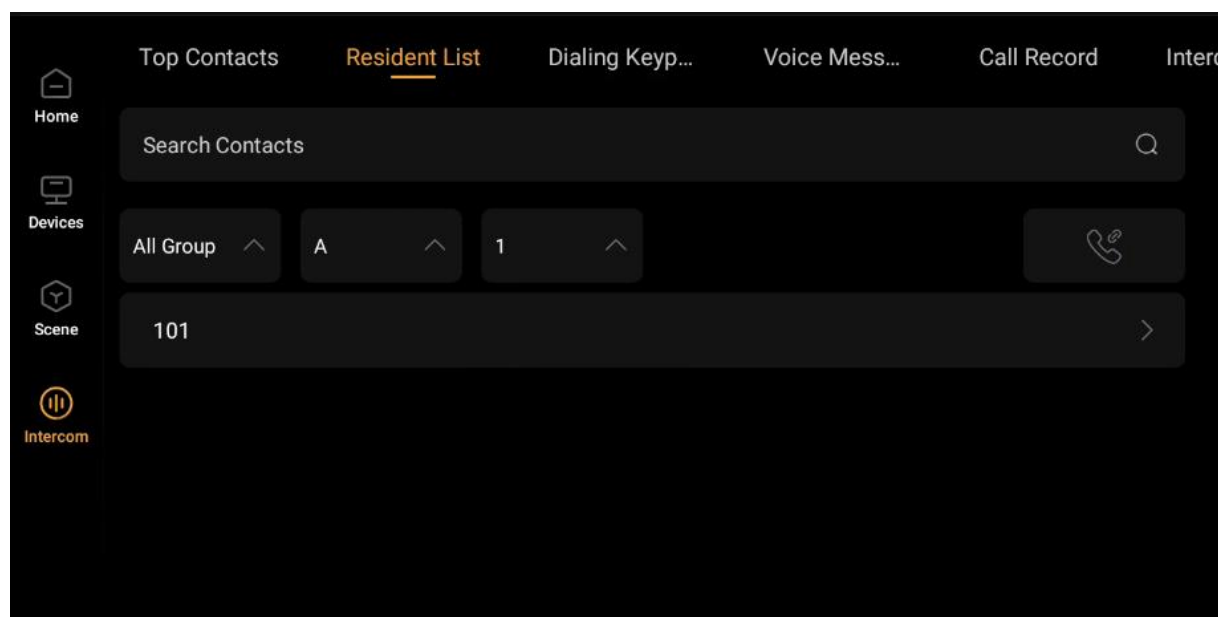 Top Contacts
Resident List
Dialing Keyp...
Voice Mess...
Call Record
Interc
Home
Devices
Scene
Intercom
Search Contacts
All Group
A
1
101